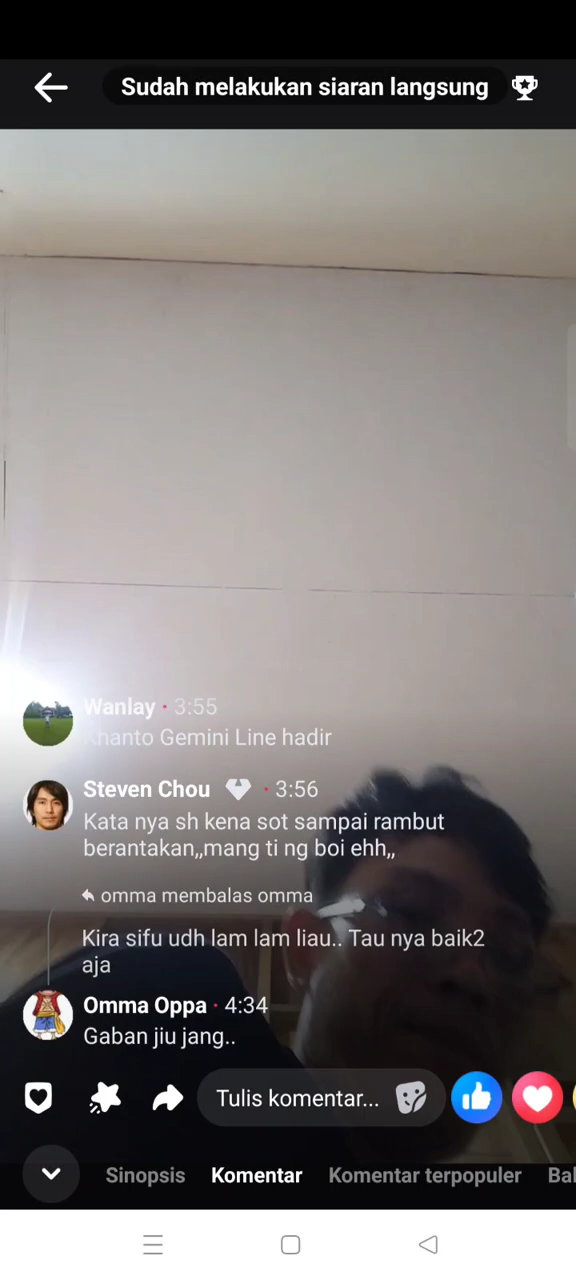 Sudah melakukan siaran langsung
Wanlay · 3:55
hanto Gemini Line hadir
Steven Chou · 3:56
Kata nya sh kena sot sampai rambut
berantakan,,mang ti ng boi ehh,,
omma membalas omma
Kira sifu udh lam lam liau.. Tau nya baik2
aja
Omma Oppa · 4:34
Gaban jiu jang..
Tulis komentar...
Sinopsis Komentar Komentar terpopuler Bal